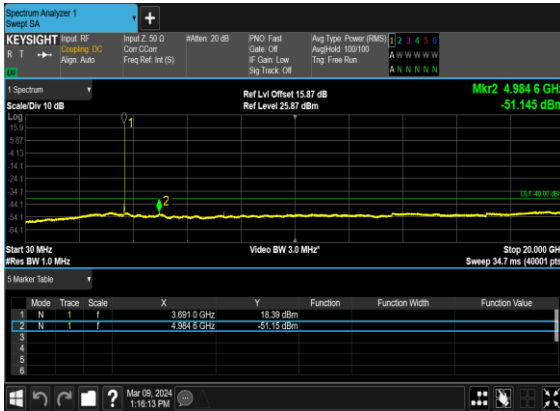 Spectrum Analyzer 1
Swept SA
+
KEYSIGHT Input: RF Input Z: 50 Ω #Atten: 20 dB PNO: Fast Avg Type: Power (RMS) 1 2 3 4 5 6
R T Coupling: DC Corr CCorr Gate: Off Avg|Hold: 100/100 A W W W W W
Align: Auto Freq Ref: Int (S) IF Gain: Low Trig: Free Run
Sig Track: Off A N N N N N
1 Spectrum Ref Lvl Offset 15.87 dB Mkr2 4.984 6 GHz
Scale/Div 10 dB Ref Level 25.87 dBm -51.145 dBm
Log
15.9
5.87
-4.13
-14.1
-24.1
-34.1
DL1 -40.00 dBm
-44.1
-54.1
-64.1
1
2
Start 30 MHz Video BW 3.0 MHz* Stop 20.000 GHz
#Res BW 1.0 MHz Sweep 34.7 ms (40001 pts)
5 Marker Table
Mode Trace Scale X Y Function Function Width Function Value
1 N 1 f 3.691 0 GHz 18.39 dBm
2 N 1 f 4.984 6 GHz -51.15 dBm
3
4
5
6
? Mar 09, 2024
1:16:13 PM